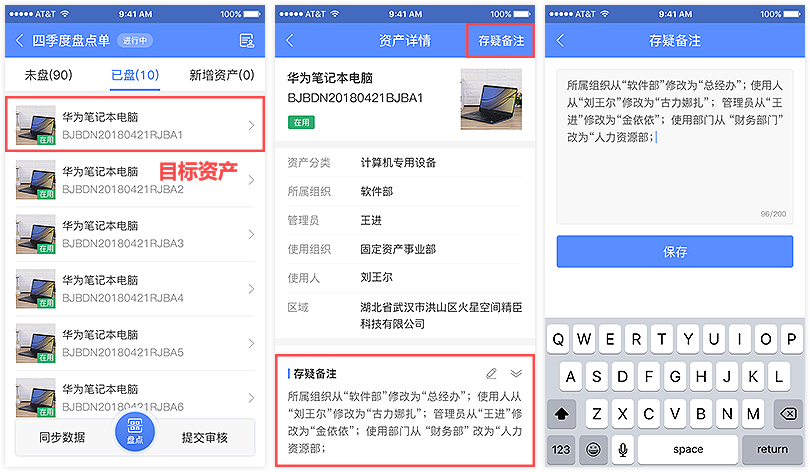 AT&T 9:41 AM 100%
四季度盘点单 进行中
未盘(90) 已盘(10) 新增资产(0)
华为笔记本电脑
BJBDN20180421RJBA1
在用
目标资产
华为笔记本电脑
BJBDN20180421RJBA2
在用
华为笔记本电脑
BJBDN20180421RJBA3
在用
华为笔记本电脑
BJBDN20180421RJBA4
在用
华为笔记本电脑
BJBDN20180421RJBA5
在用
华为笔记本电脑
BJBDN20180421RJBA6
在用
同步数据 盘点 提交审核
AT&T 9:41 AM 100%
资产详情 存疑备注
华为笔记本电脑
BJBDN20180421BJBA1
在用
资产分类 计算机专用设备
所属组织 软件部
管理员 王进
使用组织 固定资产事业部
使用人 刘王尔
区域 湖北省武汉市洪山区火星空间精臣
科技有限公司
存疑备注
所属组织从“软件部”修改为“总经办”；使用人从
“刘王尔”修改为“古力娜扎”；管理员从“王进”修
改为“金依依”；使用部门从 “财务部” 改为“人力
资源部；
AT&T 9:41 AM 100%
存疑备注
所属组织从“软件部”修改为“总经办”；使用人
从“刘王尔”修改为“古力娜扎”； 管理员从“王
进”修改为“金依依”；使用部门从 “财务部门”
改为“人力资源部；
96/200
保存
Q W E R T Y U I O P
A S D F G H J K L
Z X C V B N M
123 space return